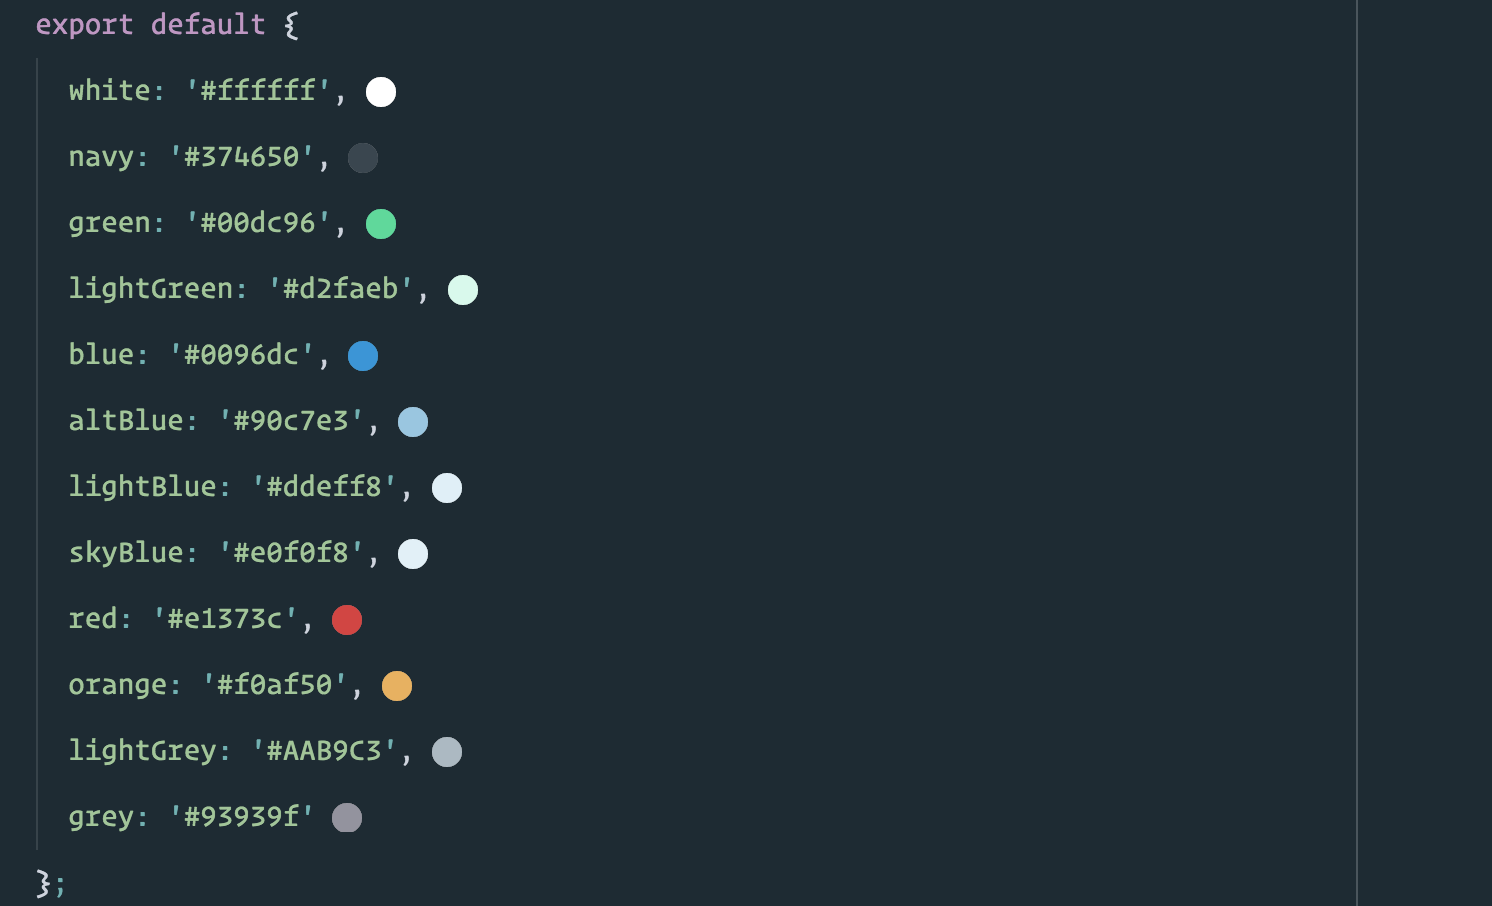 export default {
white: '#ffffff',
navy: '#374650',
green: '#00dc96',
lightGreen: '#d2faeb',
blue: '#0096dc',
altBlue: '#90c7e3',
lightBlue: '#ddeff8',
skyBlue: '#e0f0f8',
red: '#e1373c',
orange: '#f0af50',
lightGrey: '#AAB9C3',
grey: '#93939f'
};